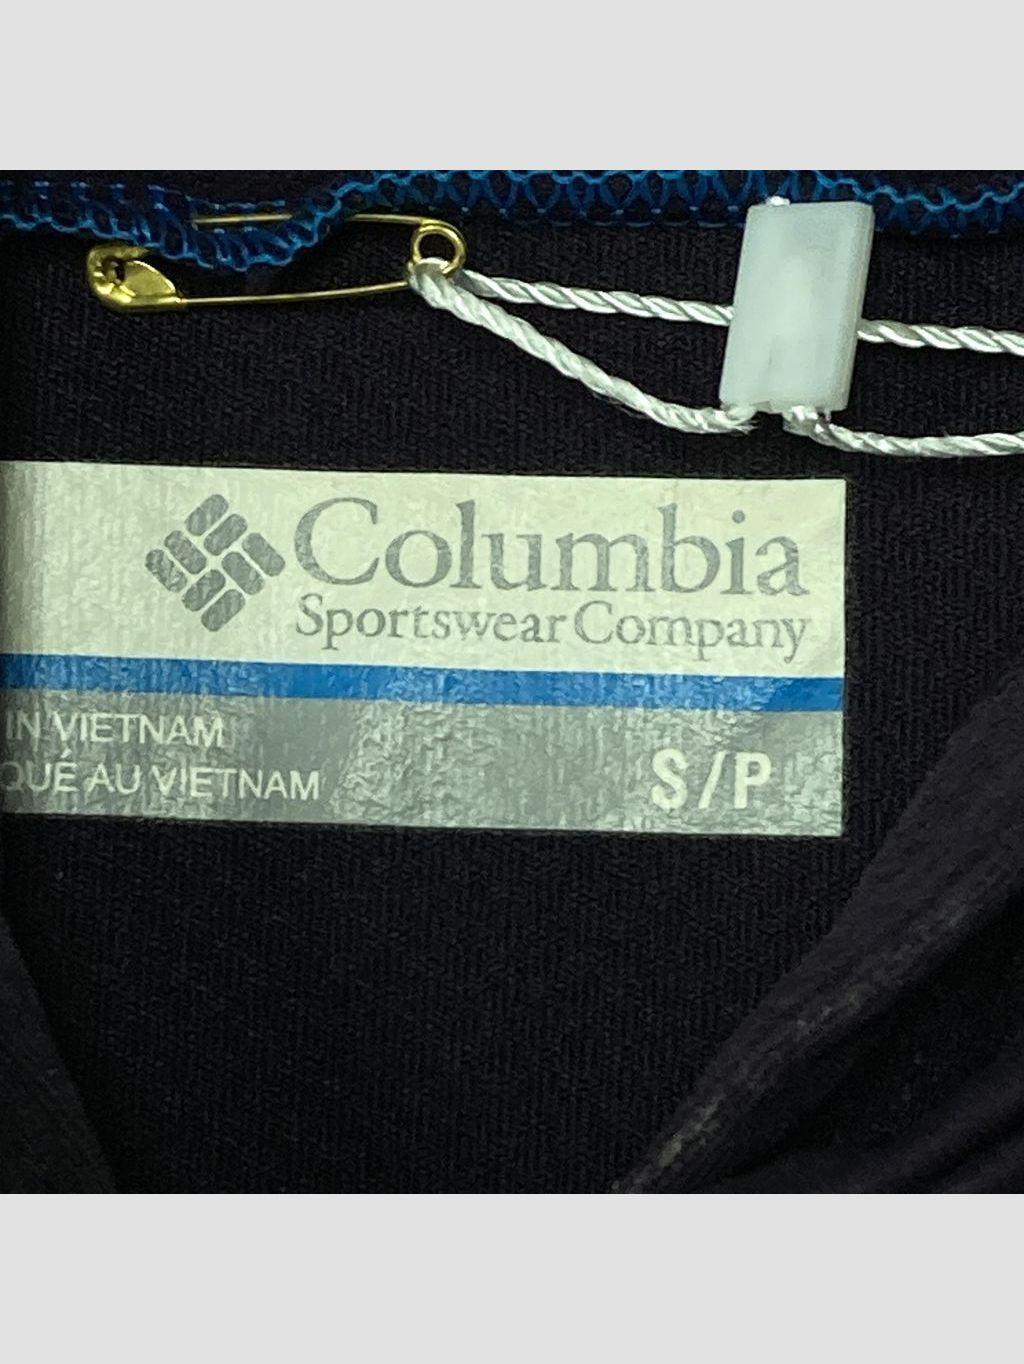 Columbia
Sportswear Company
IN VIETNAM
QUÉ AU VIETNAM
S/P